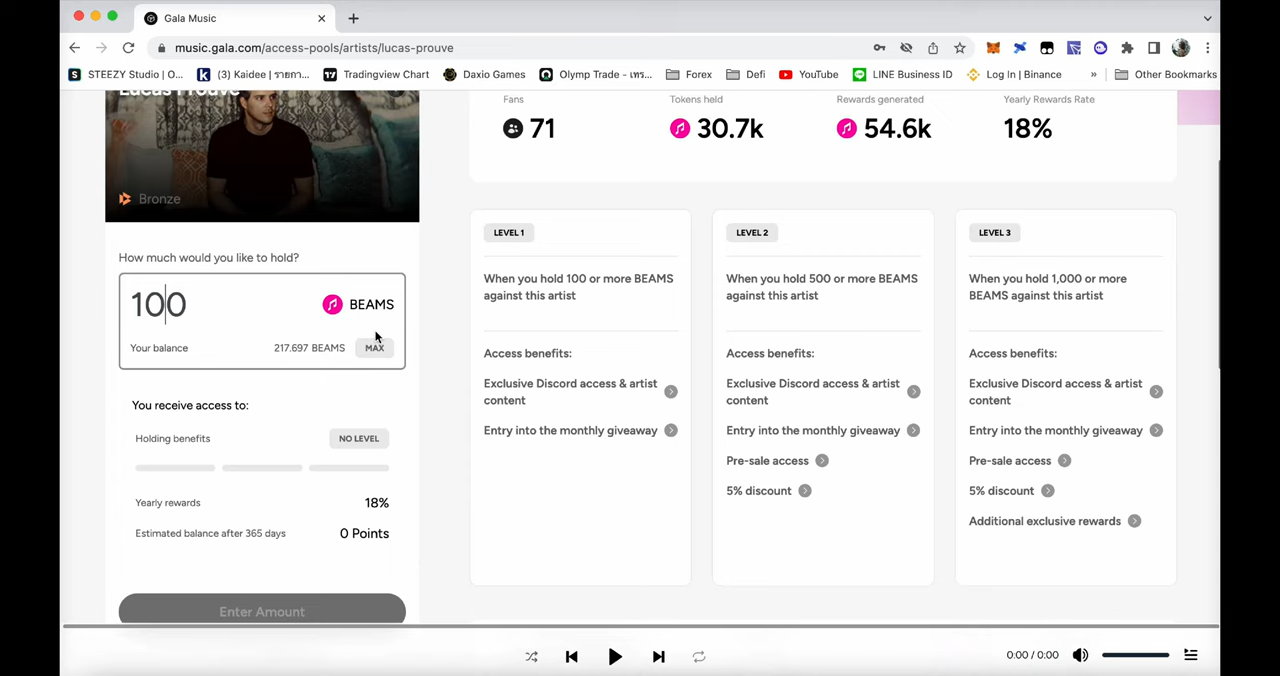 Gala Music
music.gala.com/access-pools/artists/lucas-prouve
STEEZY Studio | O...
(3) Kaidee | รายกา...
Tradingview Chart
Daxio Games
Olymp Trade - เทร...
Forex
Defi
YouTube
LINE Business ID
Log In | Binance
»
Other Bookmarks
Lucas Prouve
Bronze
Fans
71
Tokens held
30.7k
Rewards generated
54.6k
Yearly Rewards Rate
18%
How much would you like to hold?
100
BEAMS
Your balance
217.697 BEAMS
MAX
You receive access to:
Holding benefits
NO LEVEL
Yearly rewards
18%
Estimated balance after 365 days
0 Points
Enter Amount
LEVEL 1
When you hold 100 or more BEAMS
against this artist
Access benefits:
Exclusive Discord access & artist
content
Entry into the monthly giveaway
LEVEL 2
When you hold 500 or more BEAMS
against this artist
Access benefits:
Exclusive Discord access & artist
content
Entry into the monthly giveaway
Pre-sale access
5% discount
LEVEL 3
When you hold 1,000 or more
BEAMS against this artist
Access benefits:
Exclusive Discord access & artist
content
Entry into the monthly giveaway
Pre-sale access
5% discount
Additional exclusive rewards
0:00 / 0:00